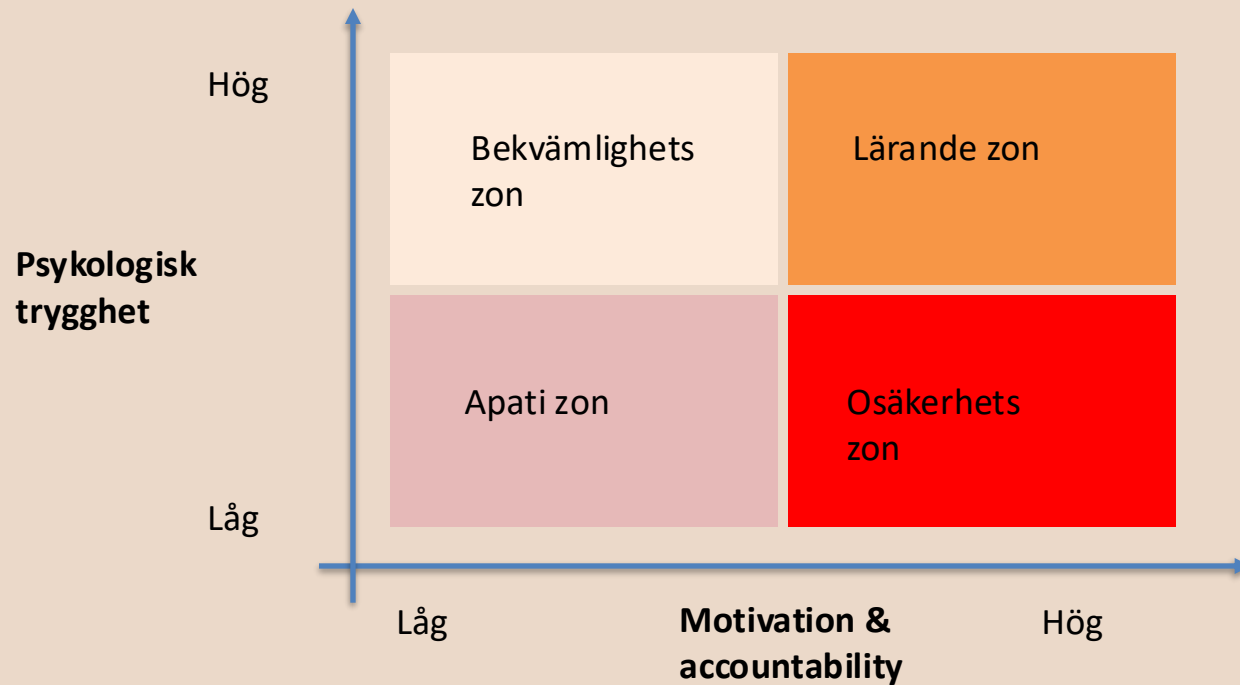 Hög
Bekvämlighets
zon
Lärande zon
Psykologisk
trygghet
Apati zon
Osäkerhets
zon
Låg
Låg
Motivation &
accountability
Hög